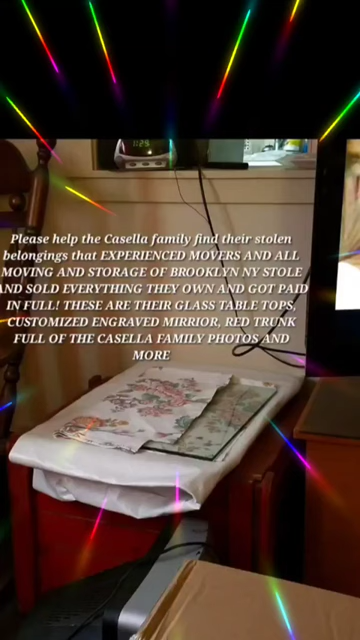 11:25
Please help the Casella family find their stolen
belongings that EXPERIENCED MOVERS AND ALL
MOVING AND STORAGE OF BROOKLYN NY STOLE
AND SOLD EVERYTHING THEY OWN AND GOT PAID
IN FULL! THESE ARE THEIR GLASS TABLE TOPS,
CUSTOMIZED ENGRAVED MIRRIOR, RED TRUNK
FULL OF THE CASELLA FAMILY PHOTOS AND
MORE